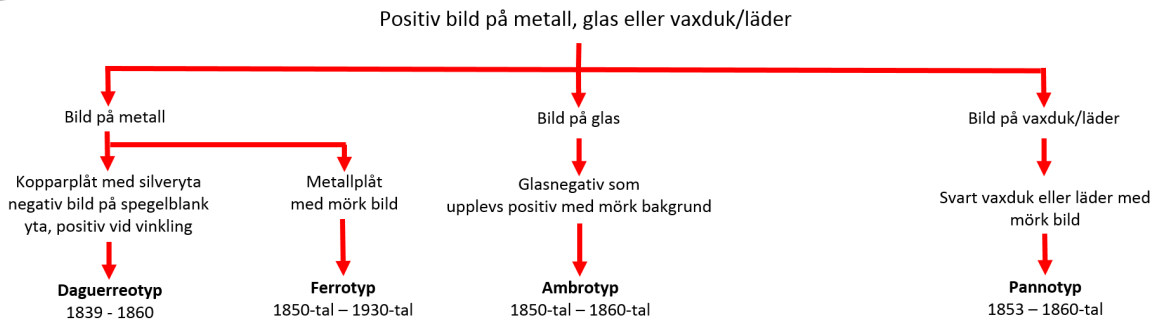 Positiv bild på metall, glas eller vaxduk/läder
Bild på metall
Bild på glas
Bild på vaxduk/läder
Kopparplåt med silveryta
negativ bild på spegelblank
yta, positiv vid vinkling
Metallplåt
med mörk bild
Glasnegativ som
upplevs positiv med mörk bakgrund
Svart vaxduk eller läder med
mörk bild
Daguerreotyp
1839 - 1860
Ferrotyp
1850-tal – 1930-tal
Ambrotyp
1850-tal – 1860-tal
Pannotyp
1853 – 1860-tal